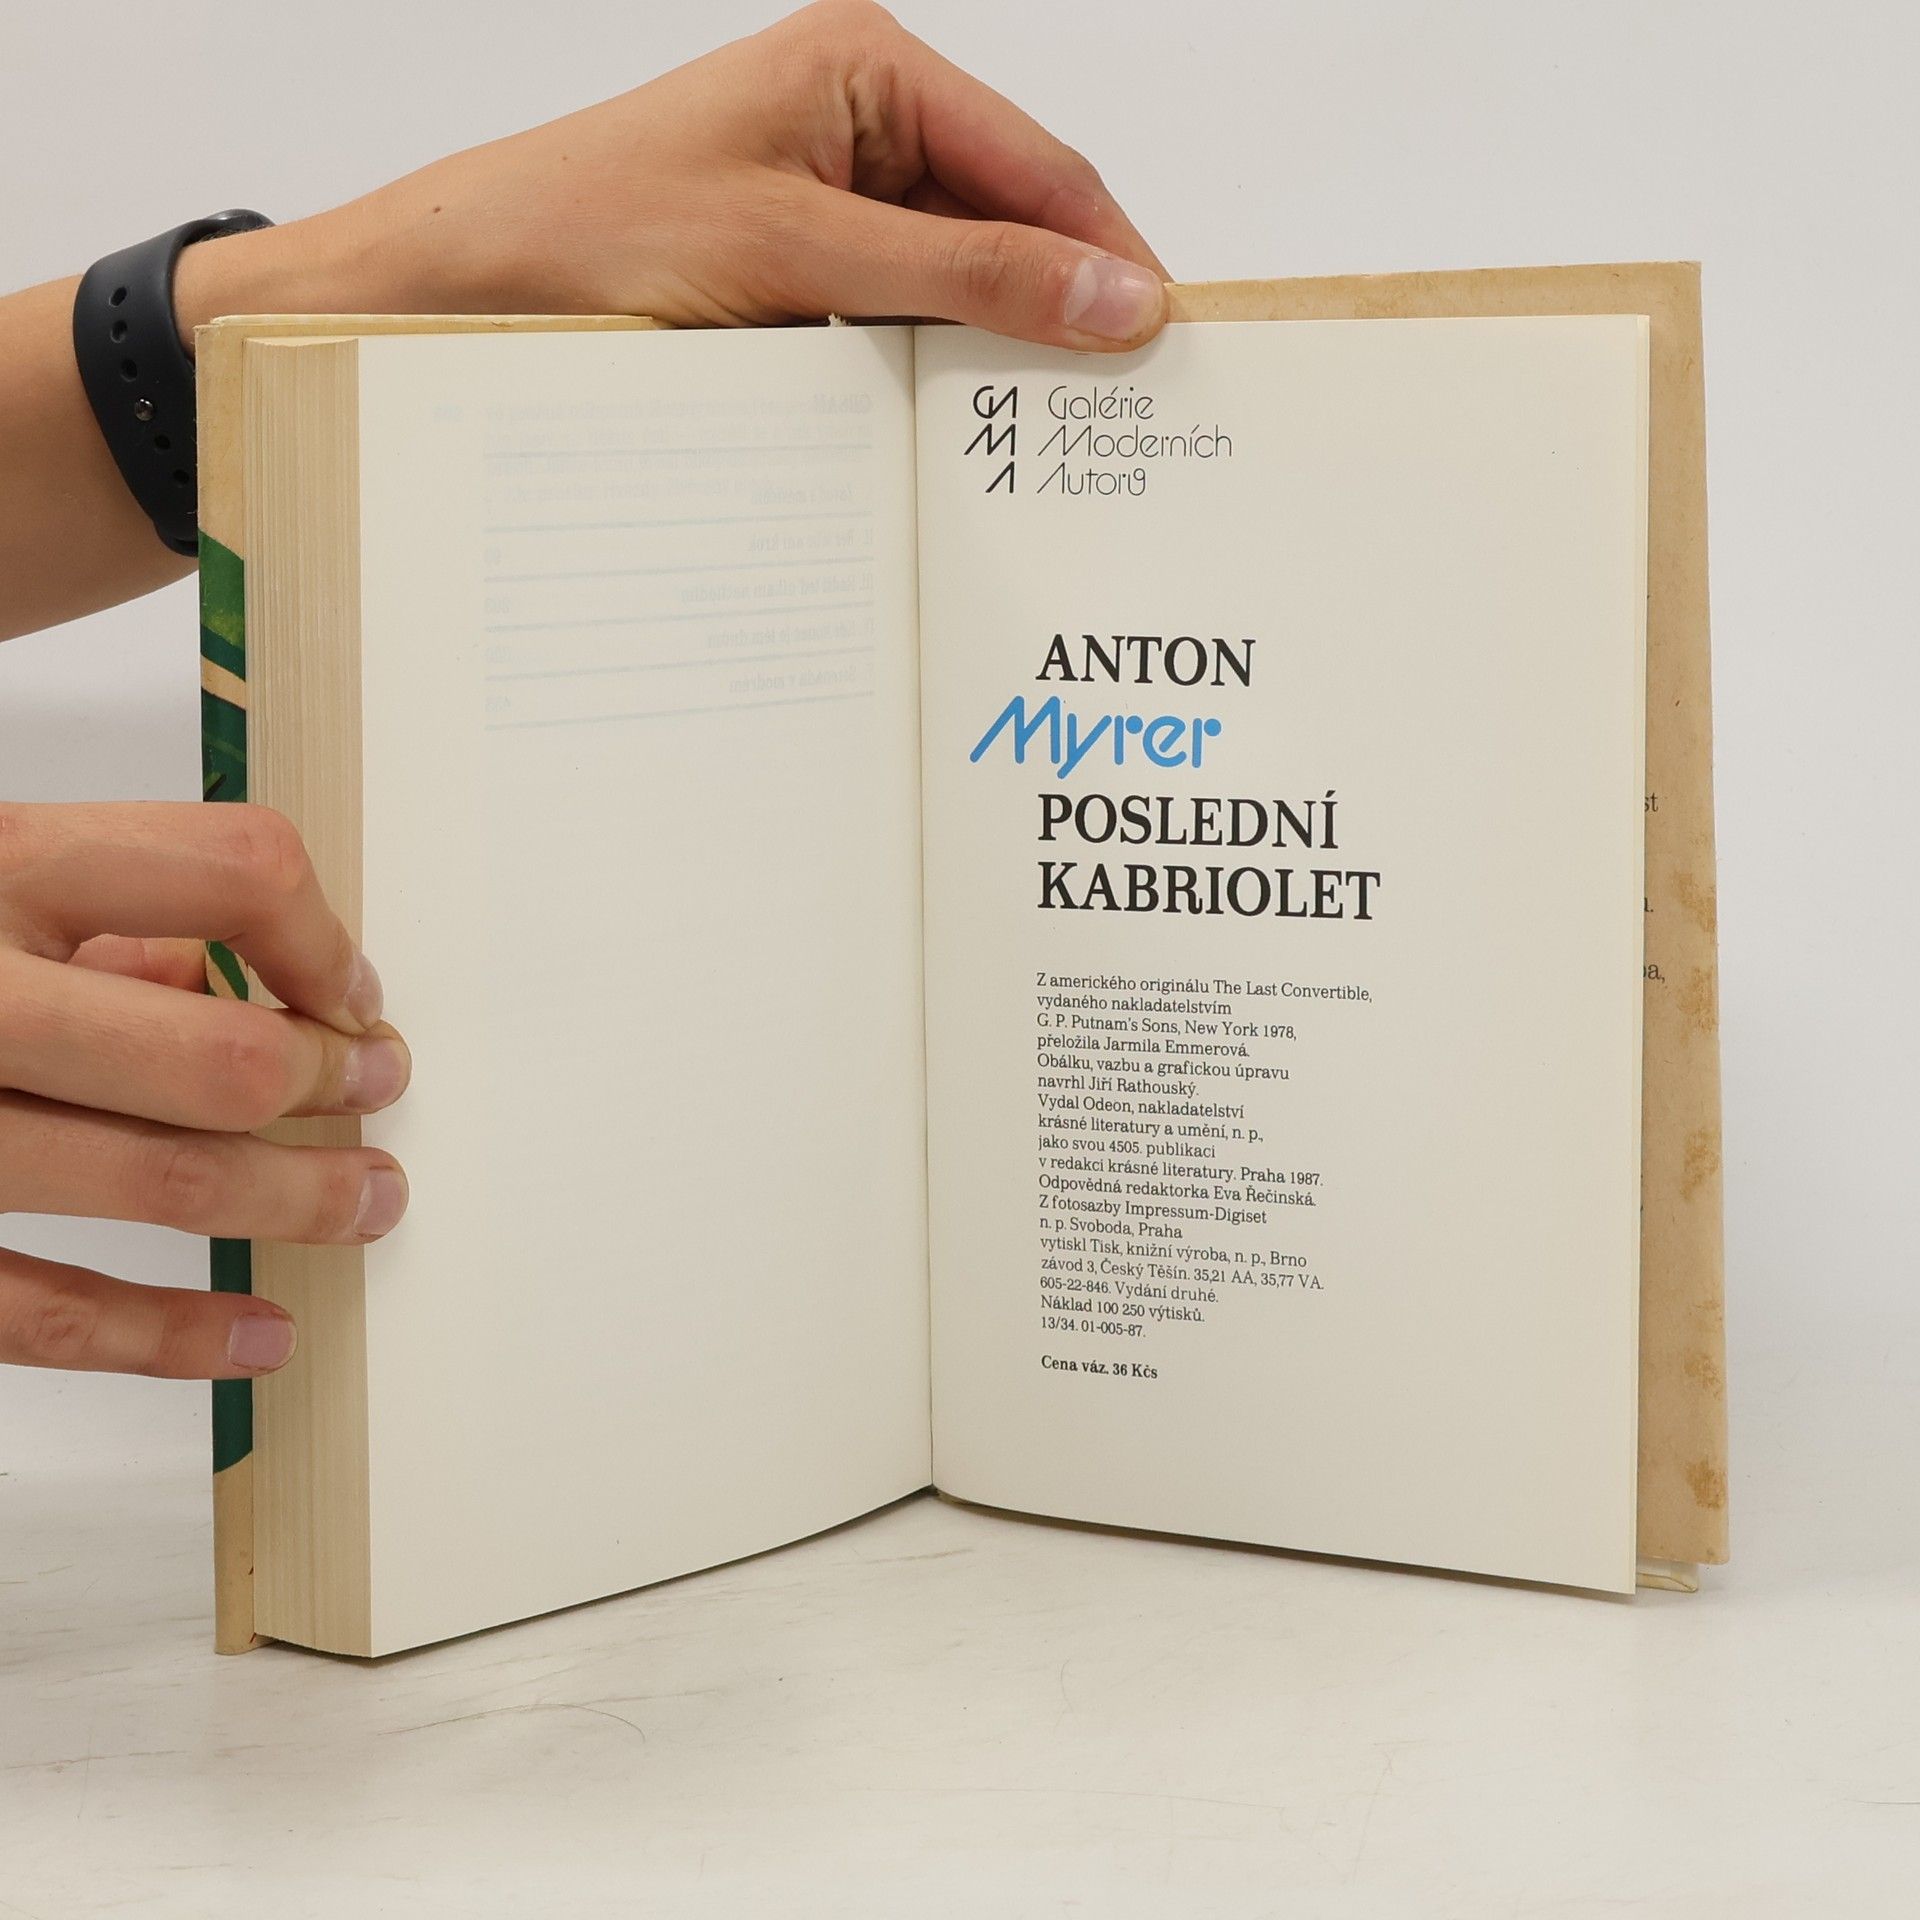 Galérie
Moderních
Autorů
ANTON
Myrer
POSLEDNÍ
KABRIOLET
Z amerického originálu The Last Convertible,
vydaného nakladatelstvím
G. P. Putnam's Sons, New York 1978,
přeložila Jarmila Emmerová.
Obálku, vazbu a grafickou úpravu
navrhl Jiří Rathouský.
Vydal Odeon, nakladatelství
krásné literatury a umění, n. p.,
jako svou 4505. publikaci
v redakci krásné literatury. Praha 1987.
Odpovědná redaktorka Eva Řečinská.
Z fotosazby Impressum-Digiset
n. p. Svoboda, Praha
vytiskl Tisk, knižní výroba, n. p., Brno
závod 3, Český Těšín. 35,21 AA, 35,77 VA.
605-22-846. Vydání druhé.
Náklad 100 250 výtisků.
13/34. 01-005-87.
Cena váz. 36 Kčs